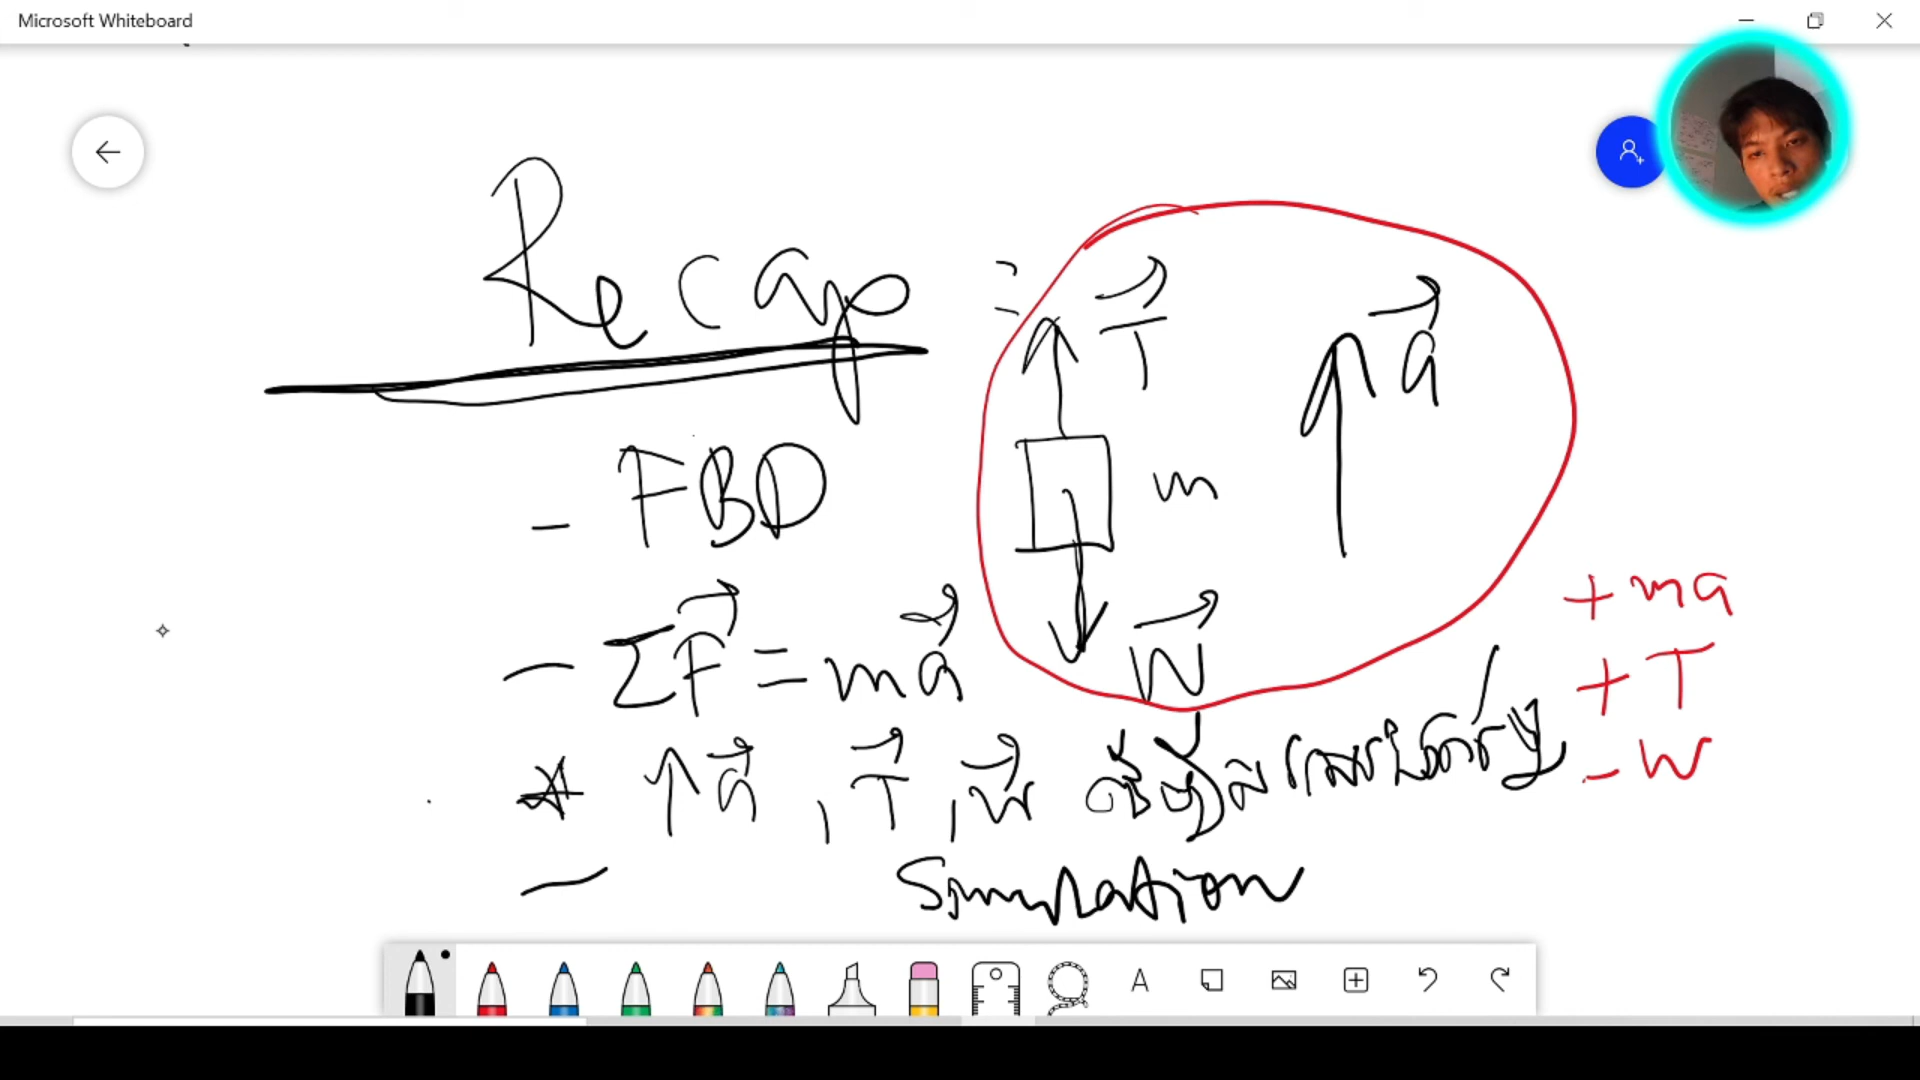 Microsoft Whiteboard
Recap :
T
a
m
- FBD
W
+ ma
- ΣF = ma
+ T
- W
* ↑a , T , W
- Simulation
A